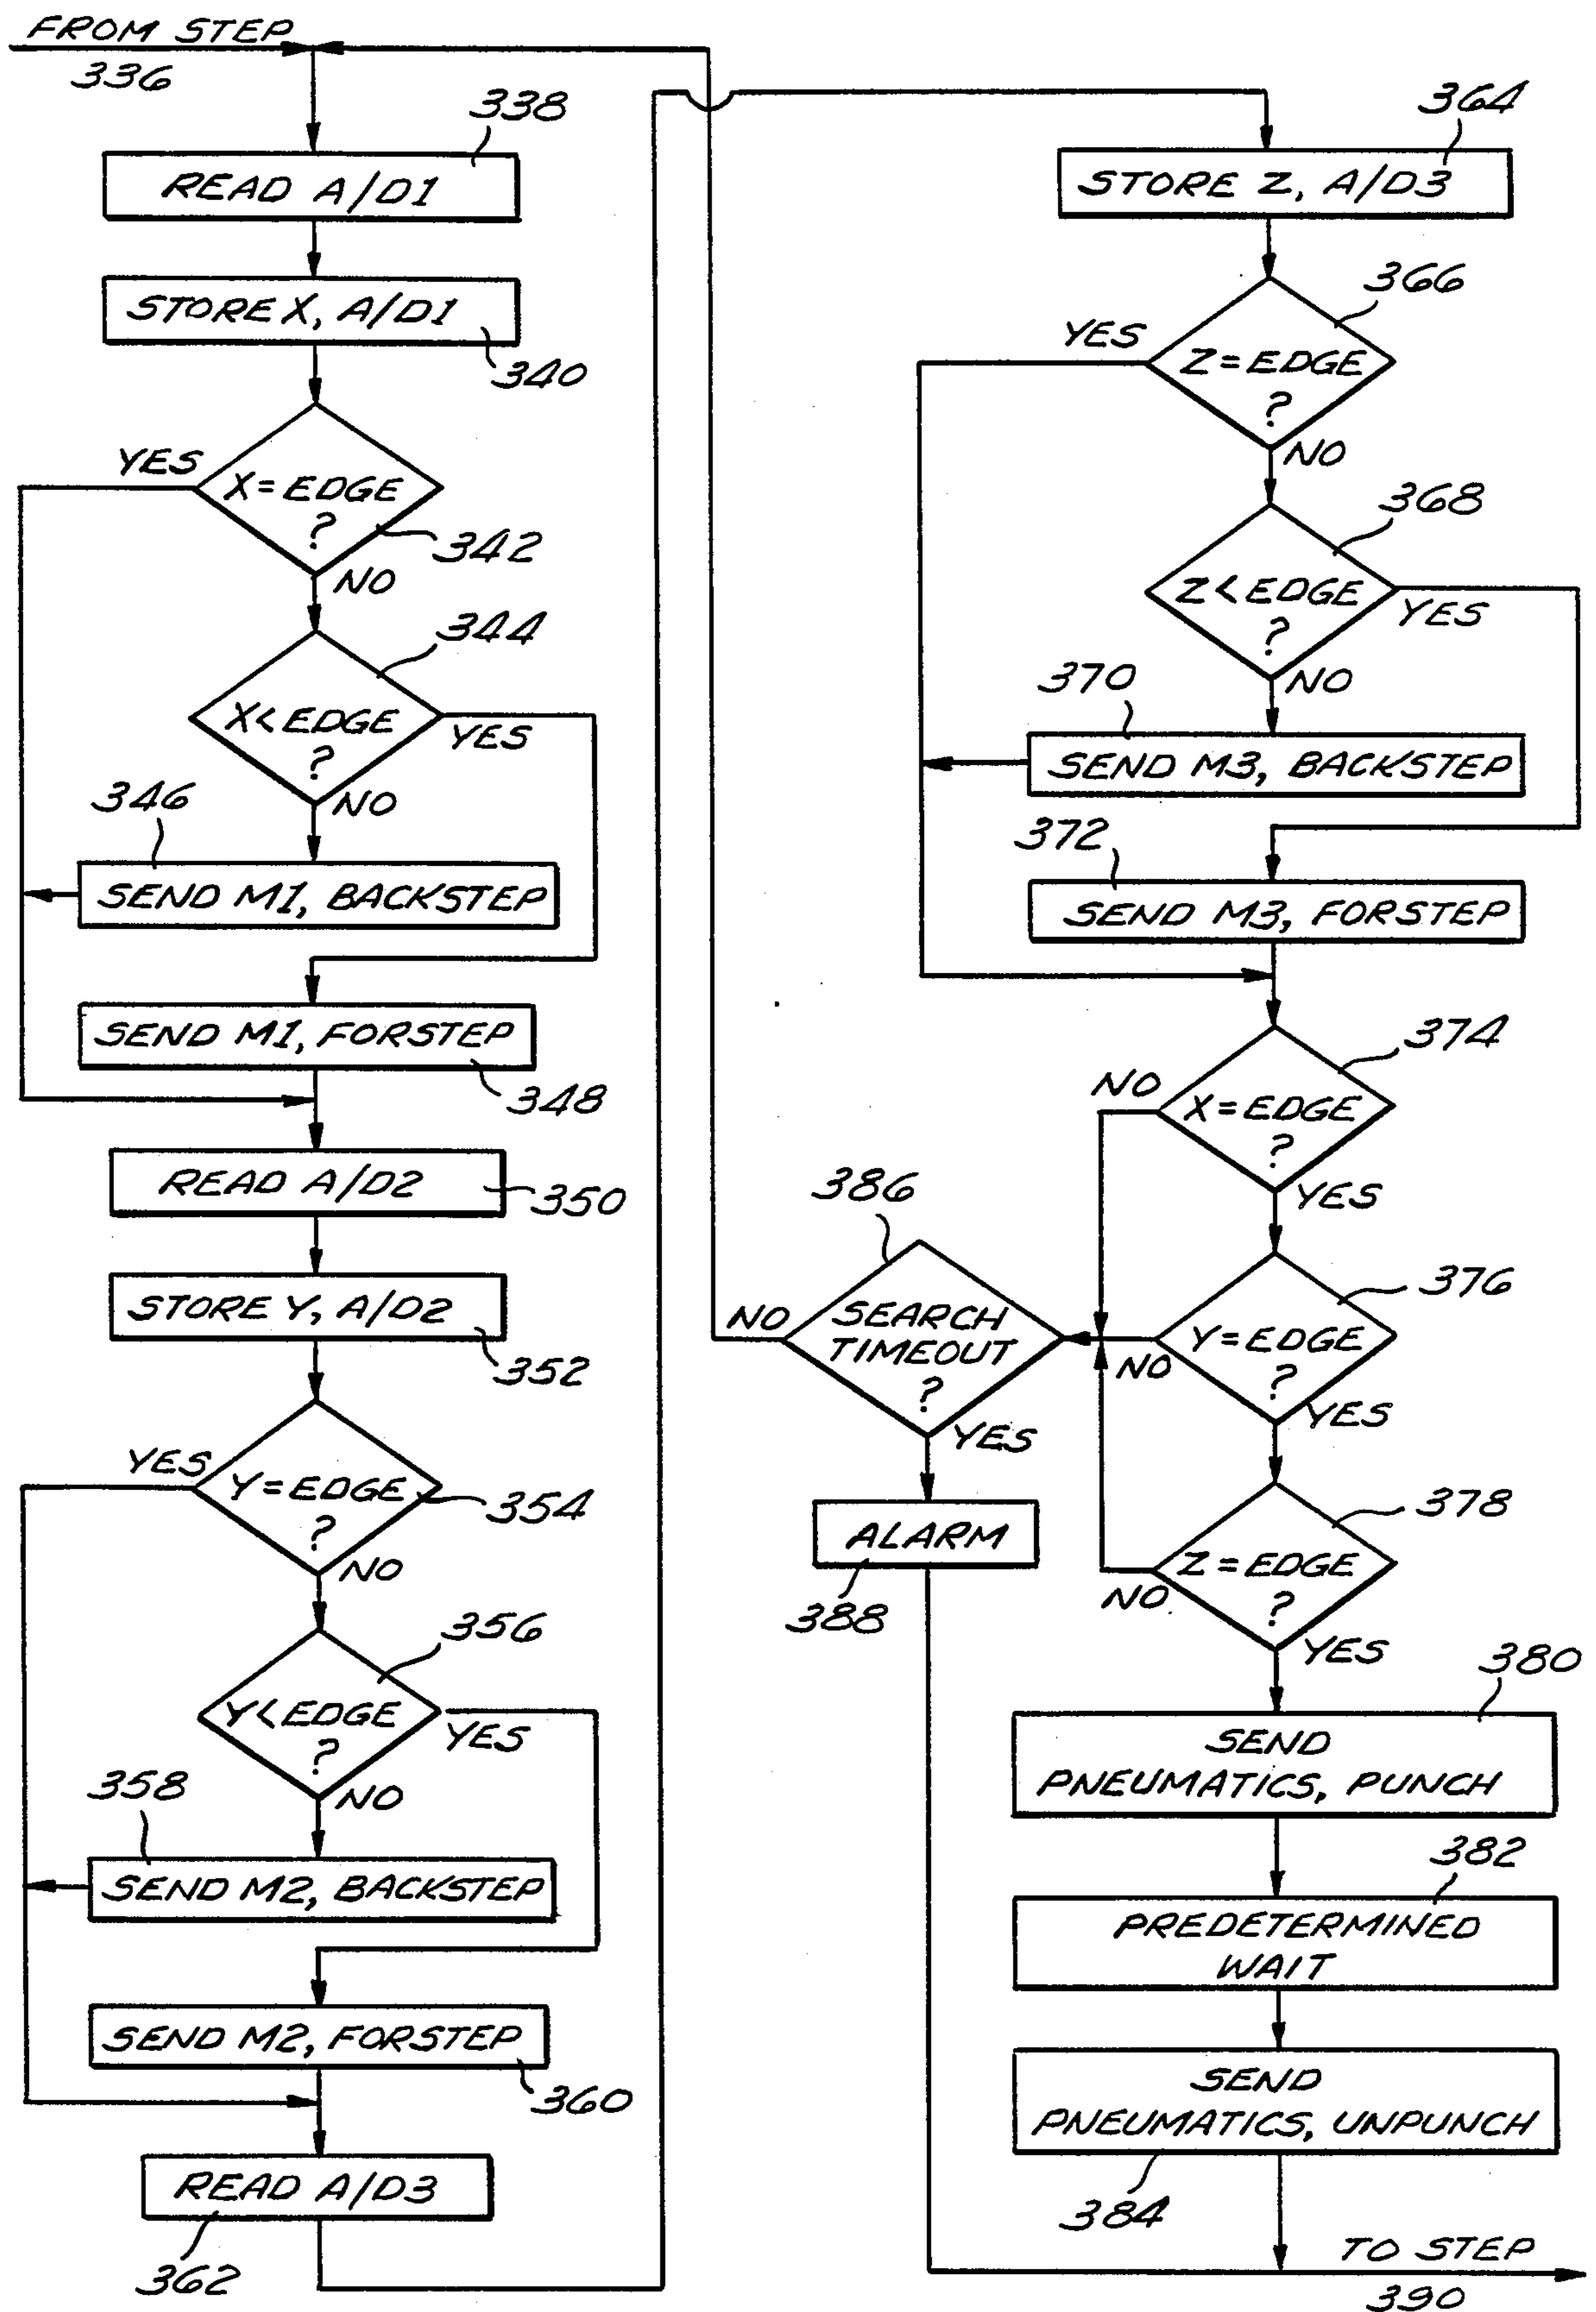 FROM STEP
336
338
READ A/D1
STORE X, A/D1
340
YES
X = EDGE
?
342
NO
344
X < EDGE
?
YES
NO
346
SEND M1, BACKSTEP
SEND M1, FORSTEP
348
READ A/D2
350
STORE Y, A/D2
352
YES
Y = EDGE
?
354
NO
356
Y < EDGE
?
YES
NO
358
SEND M2, BACKSTEP
SEND M2, FORSTEP
360
READ A/D3
362
364
STORE Z, A/D3
366
YES
Z = EDGE
?
NO
368
Z < EDGE
?
YES
NO
370
SEND M3, BACKSTEP
372
SEND M3, FORSTEP
374
NO
X = EDGE
?
YES
376
Y = EDGE
?
NO
YES
378
Z = EDGE
?
NO
YES
386
NO
SEARCH
TIMEOUT
?
YES
ALARM
388
380
SEND
PNEUMATICS, PUNCH
382
PREDETERMINED
WAIT
SEND
PNEUMATICS, UNPUNCH
384
TO STEP
390